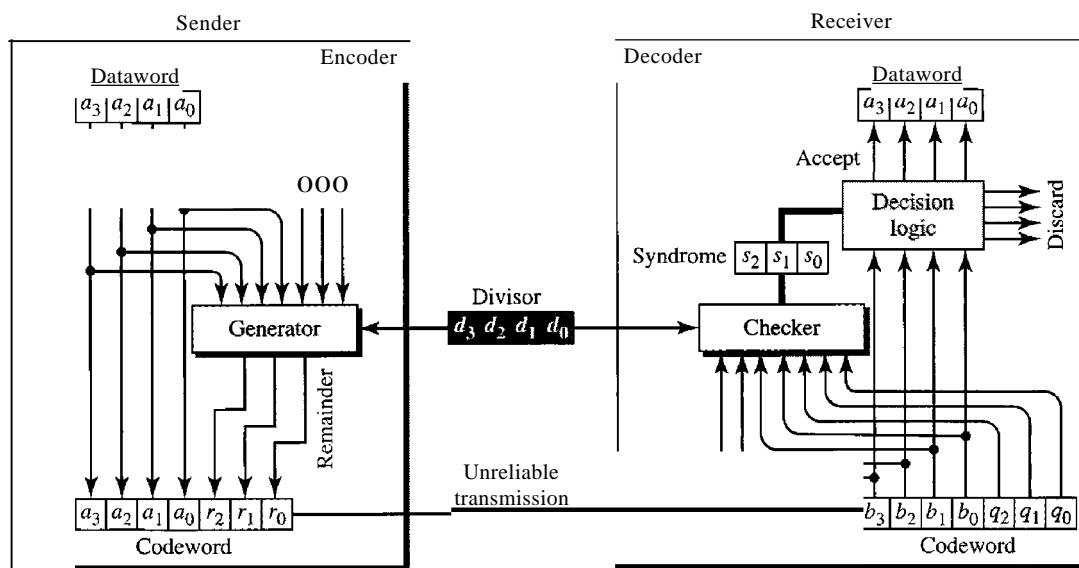 Sender
Receiver
Encoder
Decoder
Dataword
a3 a2 a1 a0
Dataword
a3 a2 a1 a0
Accept
OOO
Decision logic
Discard
Syndrome
s2 s1 s0
Divisor
d3 d2 d1 d0
Generator
Checker
Remainder
Unreliable
transmission
a3 a2 a1 a0 r2 r1 r0
Codeword
b3 b2 b1 b0 q2 q1 q0
Codeword